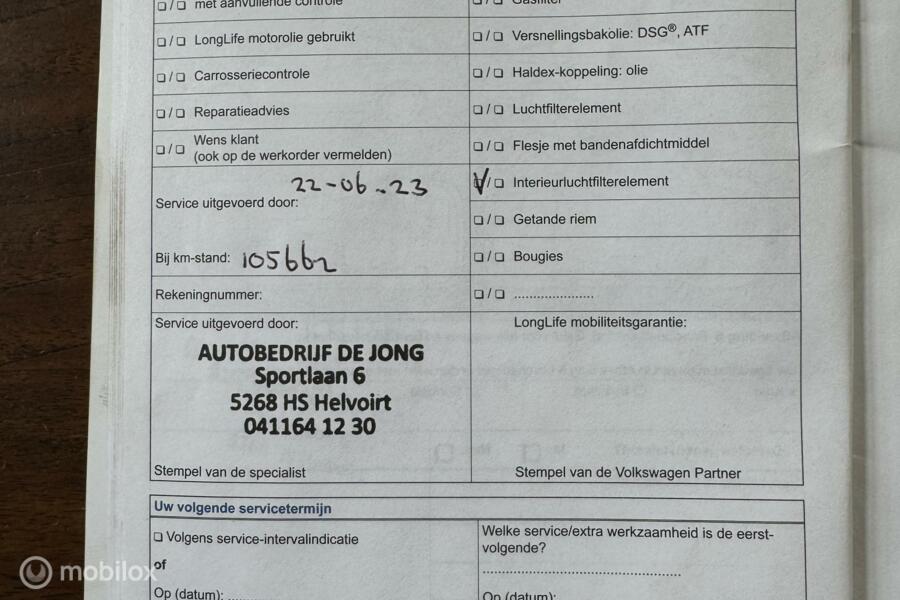 ❏ / ❏ met aanvullende controle
❏ / ❏ Gasfilter
❏ / ❏ LongLife motorolie gebruikt
❏ / ❏ Versnellingsbakolie: DSG®, ATF
❏ / ❏ Carrosseriecontrole
❏ / ❏ Haldex-koppeling: olie
❏ / ❏ Reparatieadvies
❏ / ❏ Luchtfilterelement
❏ / ❏ Wens klant
(ook op de werkorder vermelden)
❏ / ❏ Flesje met bandenafdichtmiddel
22-06-23
V / ❏ Interieurluchtfilterelement
Service uitgevoerd door:
❏ / ❏ Getande riem
Bij km-stand: 105662
❏ / ❏ Bougies
Rekeningnummer:
❏ / ❏ .....................
Service uitgevoerd door:
LongLife mobiliteitsgarantie:
AUTOBEDRIJF DE JONG
Sportlaan 6
5268 HS Helvoirt
041164 12 30
Stempel van de specialist
Stempel van de Volkswagen Partner
Uw volgende servicetermijn
❏ Volgens service-intervalindicatie
of
Op (datum):
Welke service/extra werkzaamheid is de eerst-
volgende?
Op (datum):
mobilox